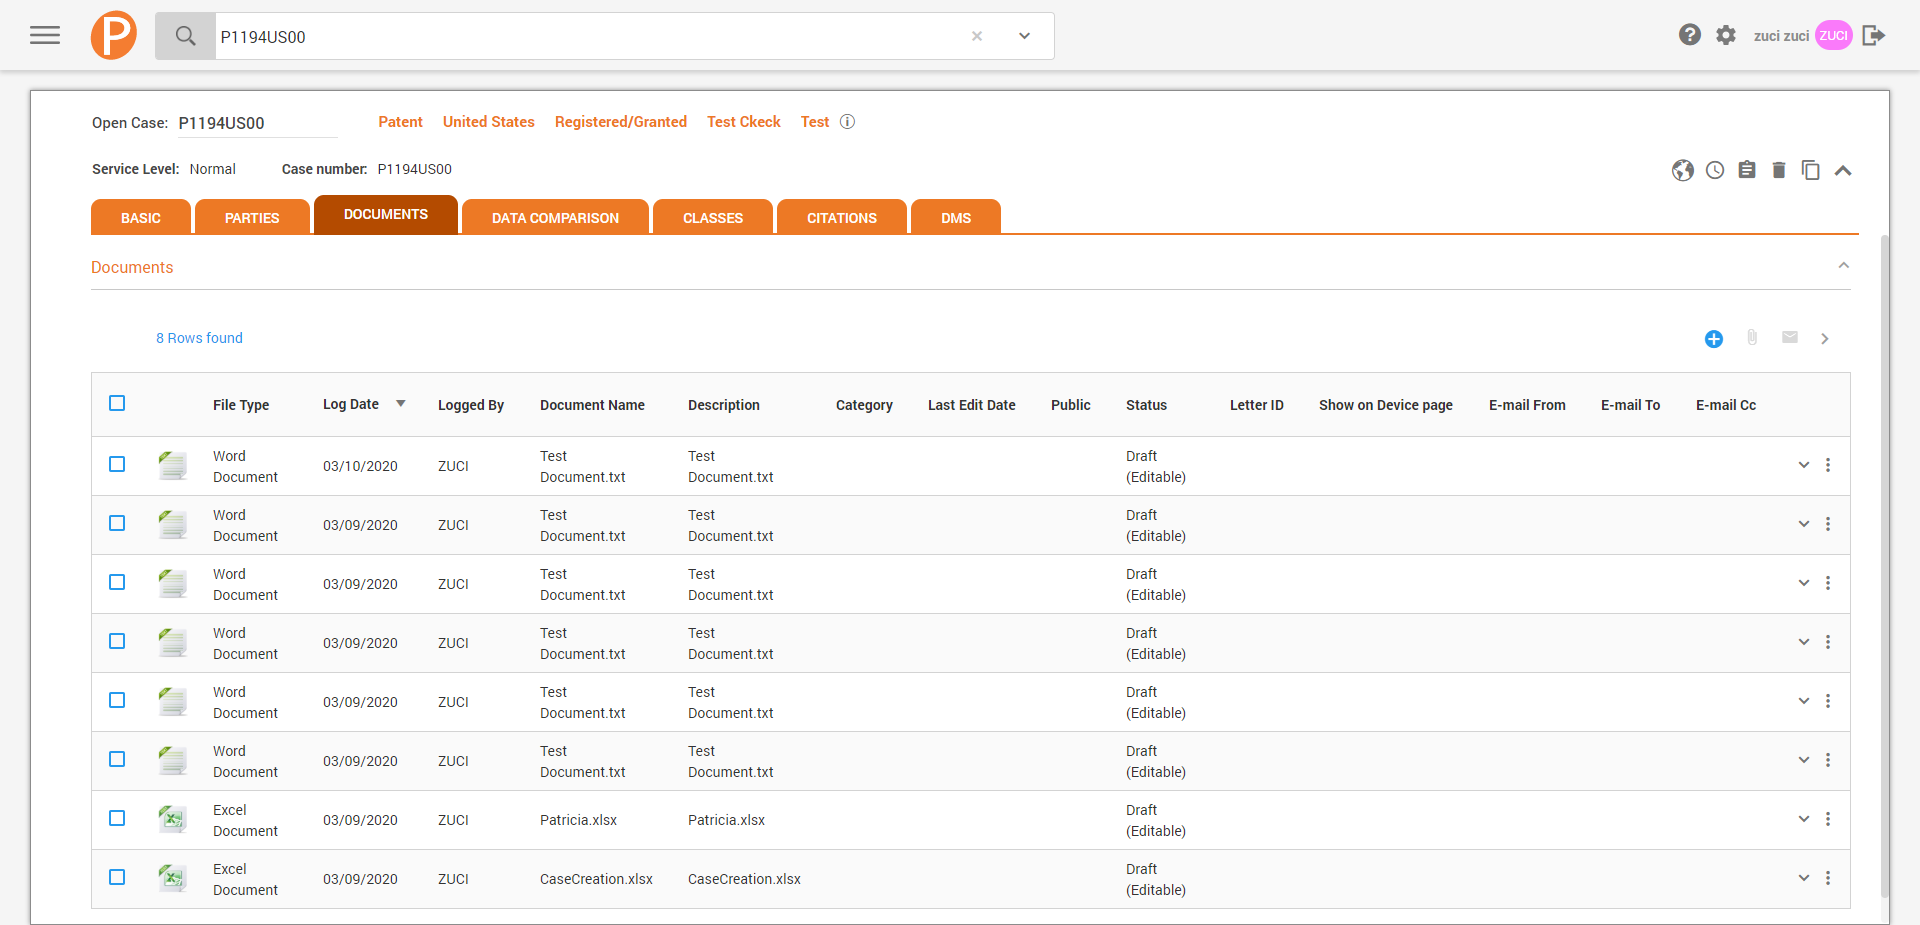 P P1194US00 zuci zuci ZUCI
Open Case: P1194US00 Patent United States Registered/Granted Test Ckeck Test
Service Level: Normal Case number: P1194US00
BASIC PARTIES DOCUMENTS DATA COMPARISON CLASSES CITATIONS DMS
Documents
8 Rows found
File Type Log Date Logged By Document Name Description Category Last Edit Date Public Status Letter ID Show on Device page E-mail From E-mail To E-mail Cc
Word Document 03/10/2020 ZUCI Test Document.txt Test Document.txt Draft (Editable)
Word Document 03/09/2020 ZUCI Test Document.txt Test Document.txt Draft (Editable)
Word Document 03/09/2020 ZUCI Test Document.txt Test Document.txt Draft (Editable)
Word Document 03/09/2020 ZUCI Test Document.txt Test Document.txt Draft (Editable)
Word Document 03/09/2020 ZUCI Test Document.txt Test Document.txt Draft (Editable)
Word Document 03/09/2020 ZUCI Test Document.txt Test Document.txt Draft (Editable)
Excel Document 03/09/2020 ZUCI Patricia.xlsx Patricia.xlsx Draft (Editable)
Excel Document 03/09/2020 ZUCI CaseCreation.xlsx CaseCreation.xlsx Draft (Editable)